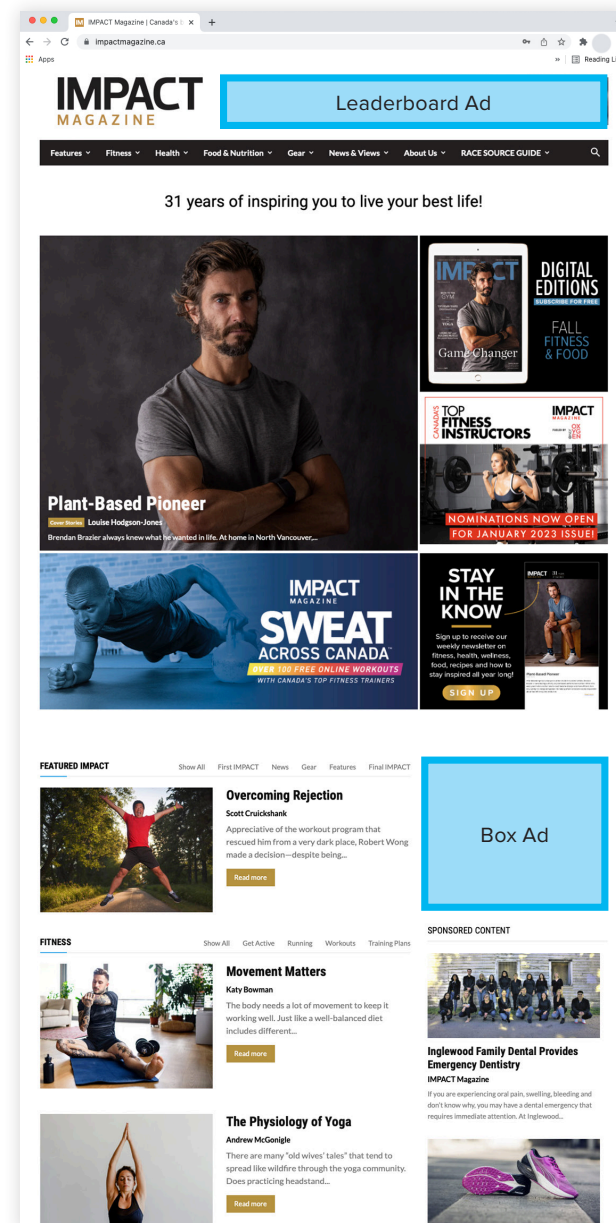 IMPACT Magazine | Canada's
impactmagazine.ca
Apps
Reading Li
IMPACT
MAGAZINE
Leaderboard Ad
Features Fitness Health Food & Nutrition Gear News & Views About Us RACE SOURCE GUIDE
31 years of inspiring you to live your best life!
Plant-Based Pioneer
Cover Stories Louise Hodgson-Jones
Brendan Brazier always knew what he wanted in life. At home in North Vancouver,...
IMPACT
GYM
YOGA
Game Changer
DIGITAL
EDITIONS
SUBSCRIBE FOR FREE
FALL
FITNESS
& FOOD
CANADA'S
TOP
FITNESS
INSTRUCTORS
IMPACT
MAGAZINE
NOMINATIONS NOW OPEN
FOR JANUARY 2023 ISSUE!
IMPACT
MAGAZINE
SWEAT
ACROSS CANADA™
OVER 100 FREE ONLINE WORKOUTS
WITH CANADA'S TOP FITNESS TRAINERS
STAY
IN THE
KNOW
Sign up to receive our
weekly newsletter on
fitness, health, wellness,
food, recipes and how to
stay inspired all year long!
SIGN UP
IMPACT 31
Plant-Based Pioneer
FEATURED IMPACT Show All First IMPACT News Gear Features Final IMPACT
Overcoming Rejection
Scott Cruickshank
Appreciative of the workout program that
rescued him from a very dark place, Robert Wong
made a decision—despite being...
Read more
Box Ad
FITNESS Show All Get Active Running Workouts Training Plans
Movement Matters
Katy Bowman
The body needs a lot of movement to keep it
working well. Just like a well-balanced diet
includes different...
Read more
The Physiology of Yoga
Andrew McGonigle
There are many "old wives' tales" that tend to
spread like wildfire through the yoga community.
Does practicing headstand...
Read more
SPONSORED CONTENT
Inglewood Family Dental Provides
Emergency Dentistry
IMPACT Magazine
If you are experiencing oral pain, swelling, bleeding and
don't know why, you may have a dental emergency that
requires immediate attention. At Inglewood...